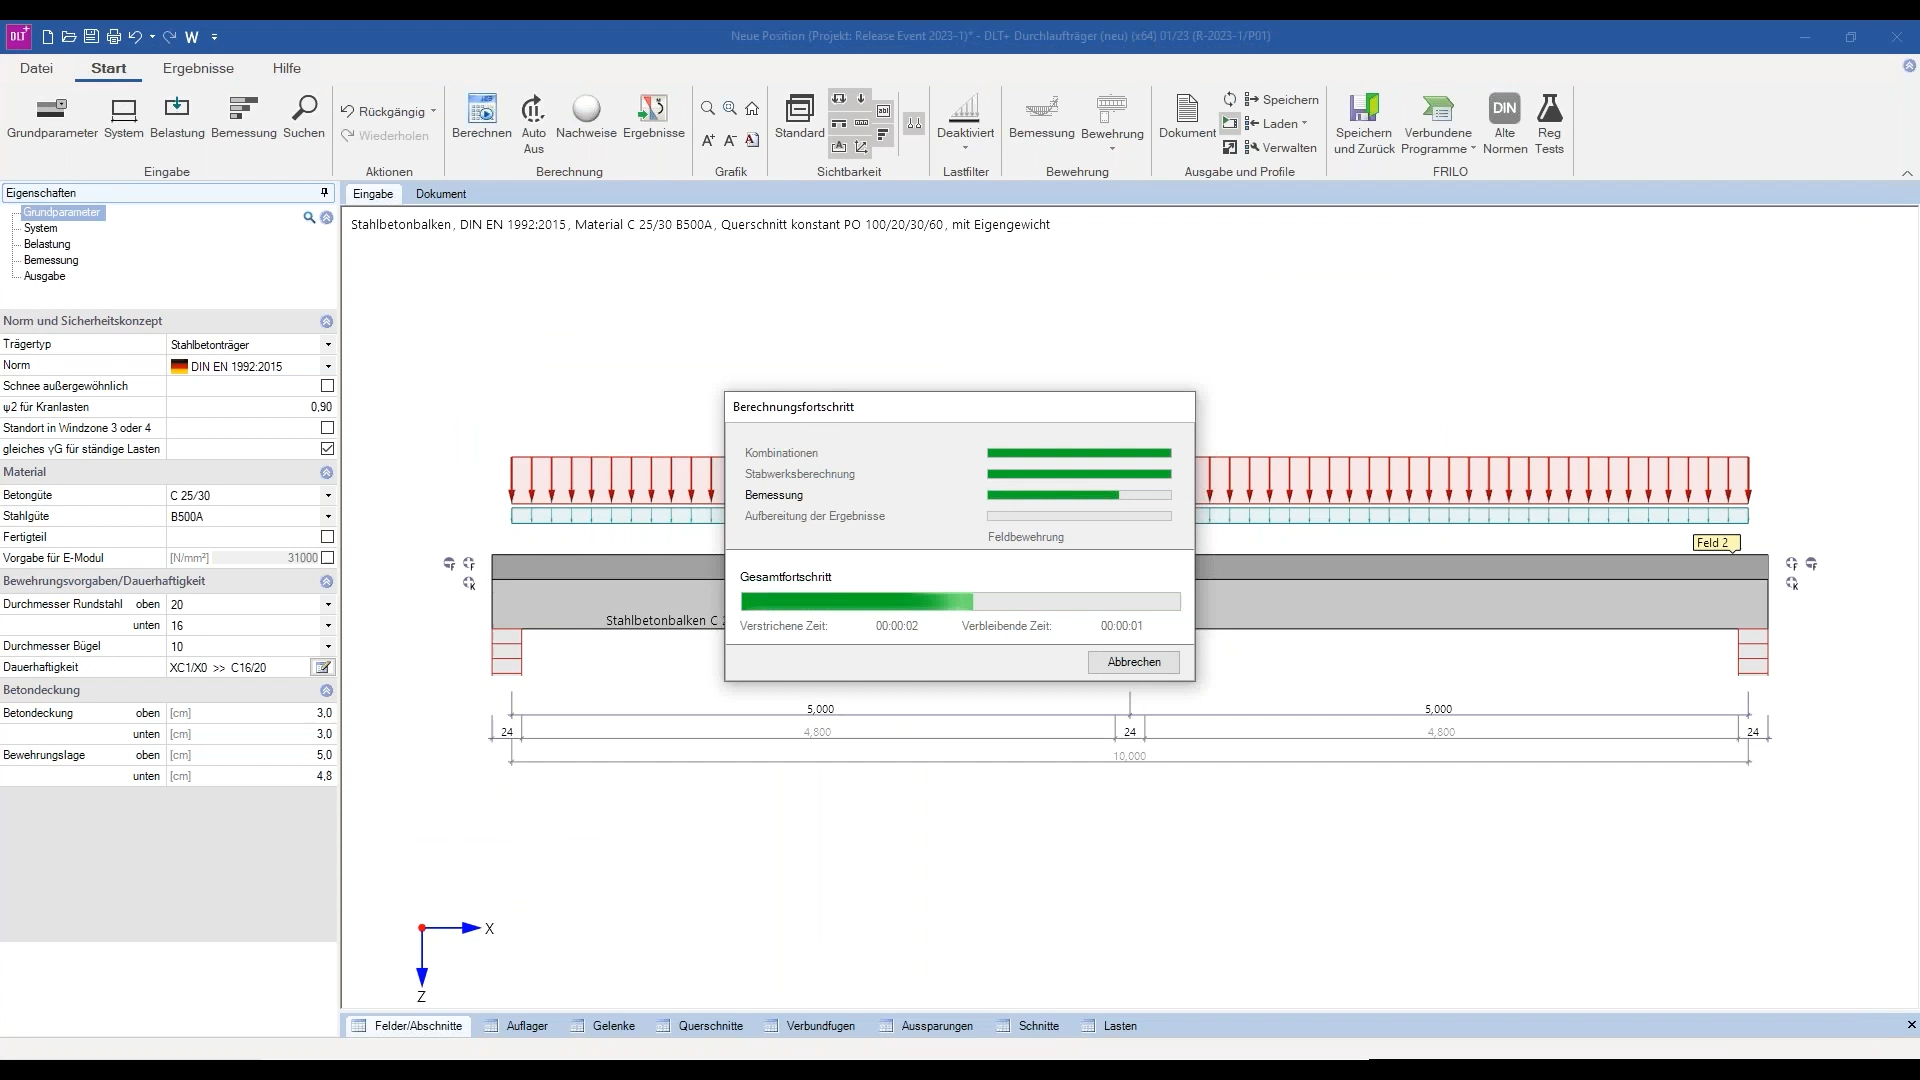 DLT+
W
Neue Position (Projekt: Release Event 2023-1)* - DLT+ Durchlaufträger (neu) (x64) 01/23 (R-2023-1/P01)
Datei Start Ergebnisse Hilfe
Grundparameter System Belastung Bemessung Suchen
Eingabe
Rückgängig
Wiederholen
Aktionen
Berechnen Auto Aus Nachweise Ergebnisse
Berechnung
Grafik
Standard
Sichtbarkeit
Deaktiviert
Lastfilter
Bemessung Bewehrung
Bewehrung
Dokument
Speichern
Laden
Verwalten
Ausgabe und Profile
Speichern und Zurück
Verbundene Programme
DIN
Alte Normen
Reg Tests
FRILO
Eigenschaften
Grundparameter
System
Belastung
Bemessung
Ausgabe
Norm und Sicherheitskonzept
Trägertyp Stahlbetonträger
Norm DIN EN 1992:2015
Schnee außergewöhnlich
ψ2 für Kranlasten 0,90
Standort in Windzone 3 oder 4
gleiches γG für ständige Lasten
Material
Betongüte C 25/30
Stahlgüte B500A
Fertigteil
Vorgabe für E-Modul [N/mm²] 31000
Bewehrungsvorgaben/Dauerhaftigkeit
Durchmesser Rundstahl oben 20
unten 16
Durchmesser Bügel 10
Dauerhaftigkeit XC1/X0 >> C16/20
Betondeckung
Betondeckung oben [cm] 3,0
unten [cm] 3,0
Bewehrungslage oben [cm] 5,0
unten [cm] 4,8
Eingabe Dokument
Stahlbetonbalken, DIN EN 1992:2015, Material C 25/30 B500A, Querschnitt konstant PO 100/20/30/60, mit Eigengewicht
Berechnungsfortschritt
Kombinationen
Stabwerksberechnung
Bemessung
Aufbereitung der Ergebnisse
Feldbewehrung
Gesamtfortschritt
Verstrichene Zeit: 00:00:02 Verbleibende Zeit: 00:00:01
Abbrechen
Feld 2
F F
K
F F
K
Stahlbetonbalken C
5,000 5,000
24 4,800 24 4,800 24
10,000
X
Z
Felder/Abschnitte Auflager Gelenke Querschnitte Verbundfugen Aussparungen Schnitte Lasten